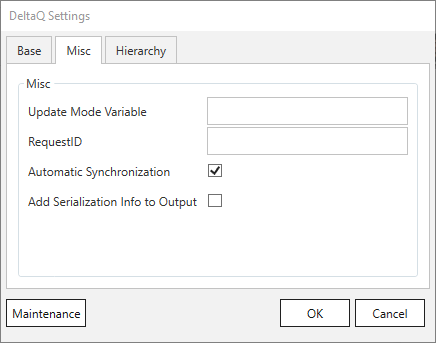 DeltaQ Settings
Base Misc Hierarchy
Misc
Update Mode Variable
RequestID
Automatic Synchronization
Add Serialization Info to Output
Maintenance OK Cancel